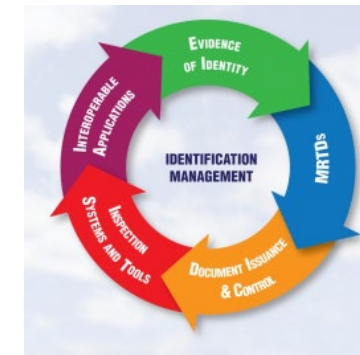 EVIDENCE
OF IDENTITY
MRTDS
DOCUMENT ISSUANCE
& CONTROL
INSPECTION
SYSTEMS AND TOOLS
INTEROPERABLE
APPLICATIONS
IDENTIFICATION
MANAGEMENT